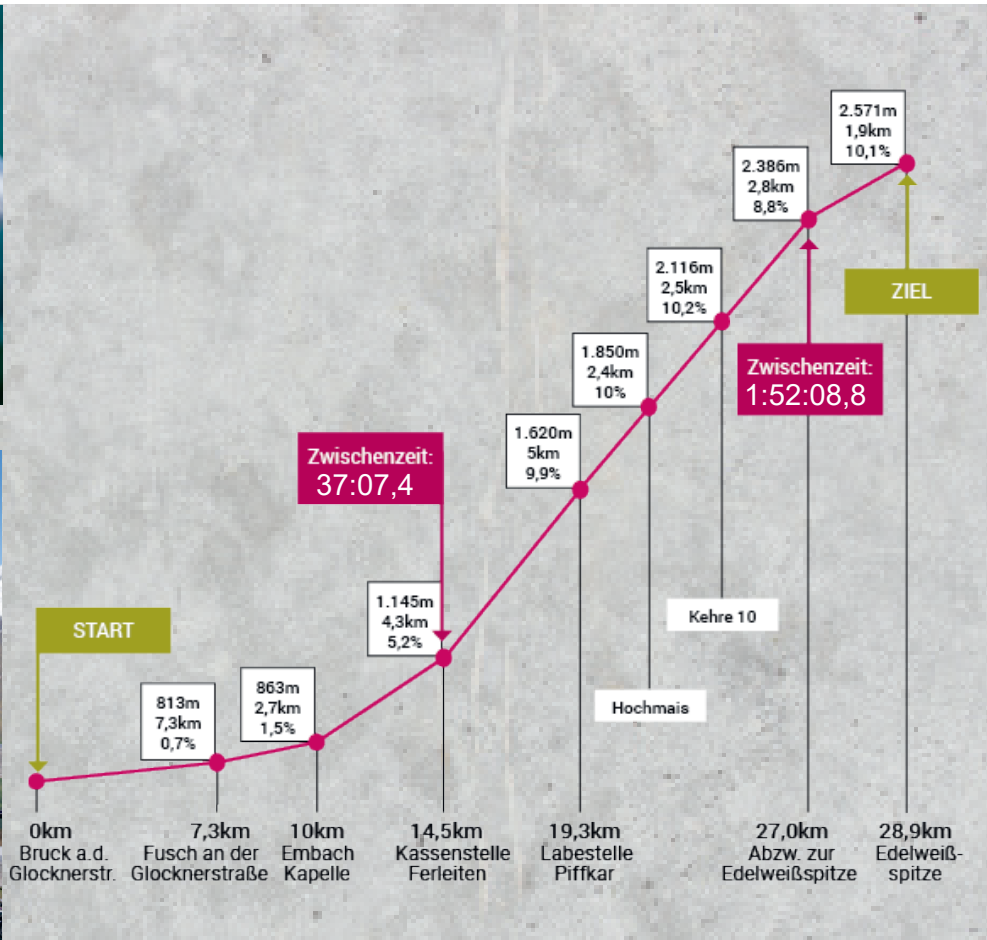 2.571m
1,9km
10,1%
2.386m
2,8km
8,8%
2.116m
2,5km
10,2%
ZIEL
1.850m
2,4km
10%
Zwischenzeit:
1:52:08,8
1.620m
5km
9,9%
Zwischenzeit:
37:07,4
1.145m
4,3km
5,2%
START
Kehre 10
863m
2,7km
1,5%
813m
7,3km
0,7%
Hochmais
0km
Bruck a.d.
Glocknerstr.
7,3km
Fusch an der
Glocknerstraße
10km
Embach
Kapelle
14,5km
Kassenstelle
Ferleiten
19,3km
Labestelle
Piffkar
27,0km
Abzw. zur
Edelweißspitze
28,9km
Edelweiß-
spitze